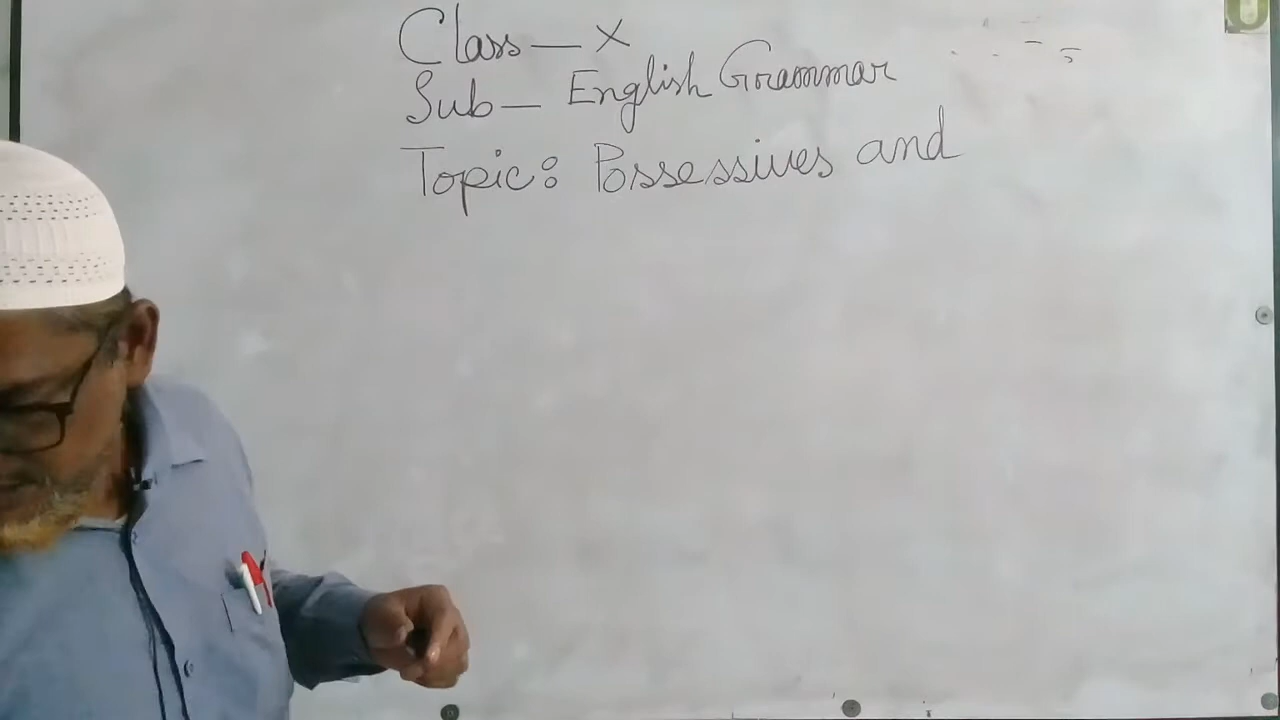 Class — X
Sub — English Grammar
Topic: Possessives and